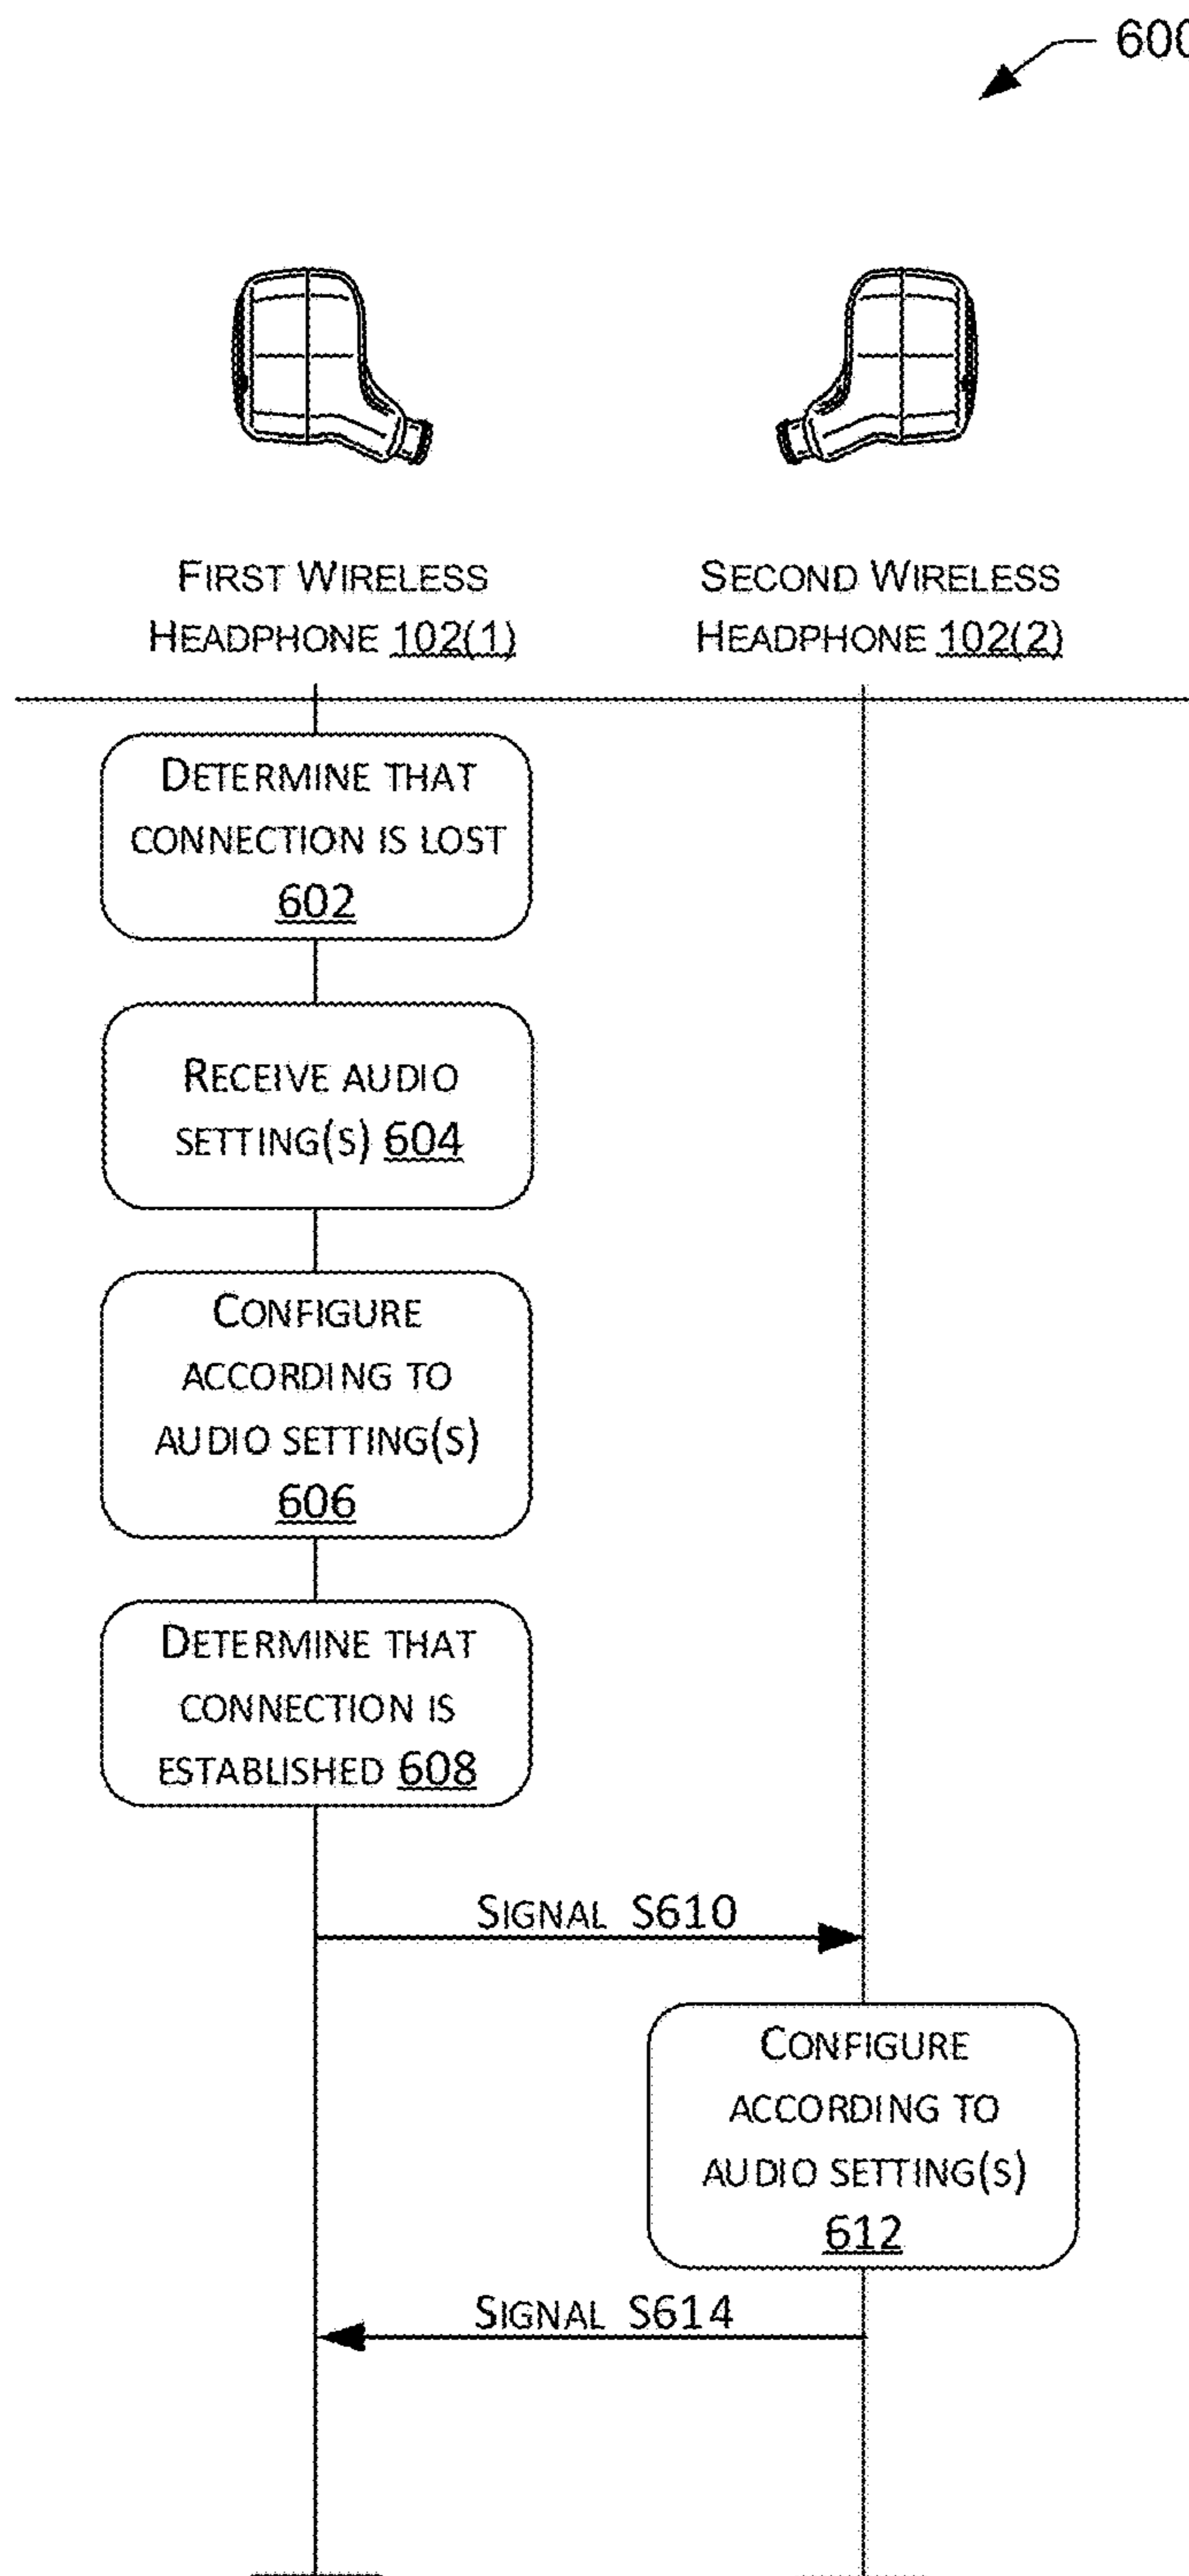 600
FIRST WIRELESS
HEADPHONE 102(1)
SECOND WIRELESS
HEADPHONE 102(2)
DETERMINE THAT
CONNECTION IS LOST
602
RECEIVE AUDIO
SETTING(S) 604
CONFIGURE
ACCORDING TO
AUDIO SETTING(S)
606
DETERMINE THAT
CONNECTION IS
ESTABLISHED 608
SIGNAL S610
CONFIGURE
ACCORDING TO
AUDIO SETTING(S)
612
SIGNAL S614